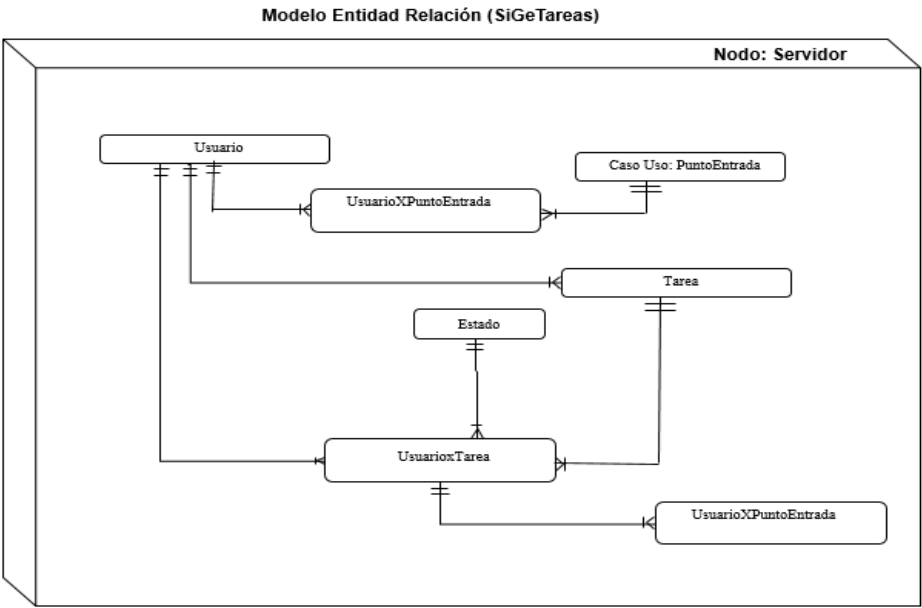 Modelo Entidad Relación (SiGeTareas)
Nodo: Servidor
Usuario
Caso Uso: PuntoEntrada
UsuarioXPuntoEntrada
Tarea
Estado
UsuarioxTarea
UsuarioXPuntoEntrada